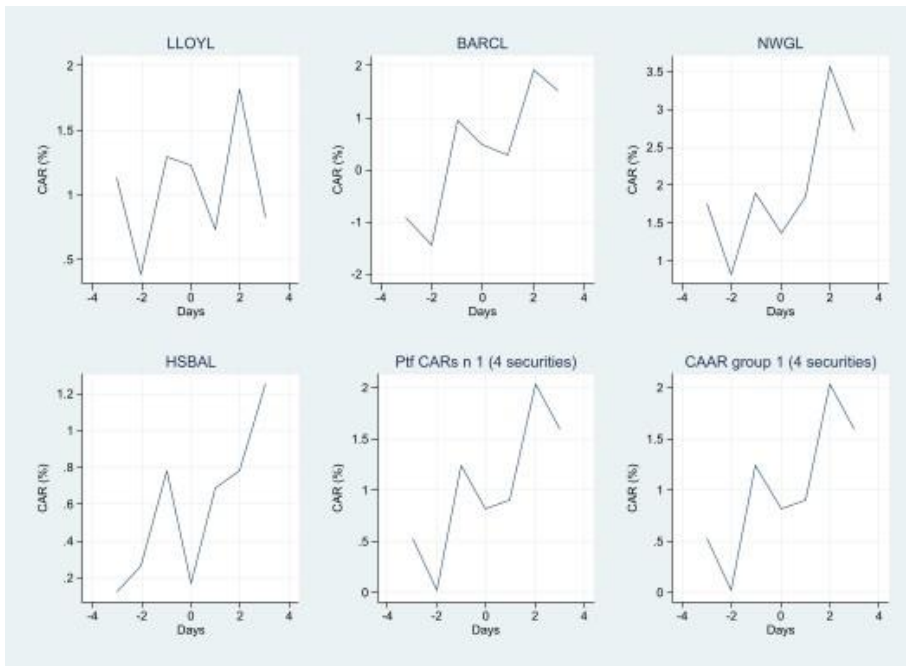 LLOYL
CAR (%)
2
1.5
1
.5
-4 -2 0 2 4
Days
BARCL
CAR (%)
2
1
0
-1
-2
-4 -2 0 2 4
Days
NWGL
CAR (%)
3.5
3
2.5
2
1.5
1
-4 -2 0 2 4
Days
HSBAL
CAR (%)
1.2
1
.8
.6
.4
.2
-4 -2 0 2 4
Days
Ptf CARs n 1 (4 securities)
CAR (%)
2
1.5
1
.5
0
-4 -2 0 2 4
Days
CAAR group 1 (4 securities)
CAR (%)
2
1.5
1
.5
0
-4 -2 0 2 4
Days